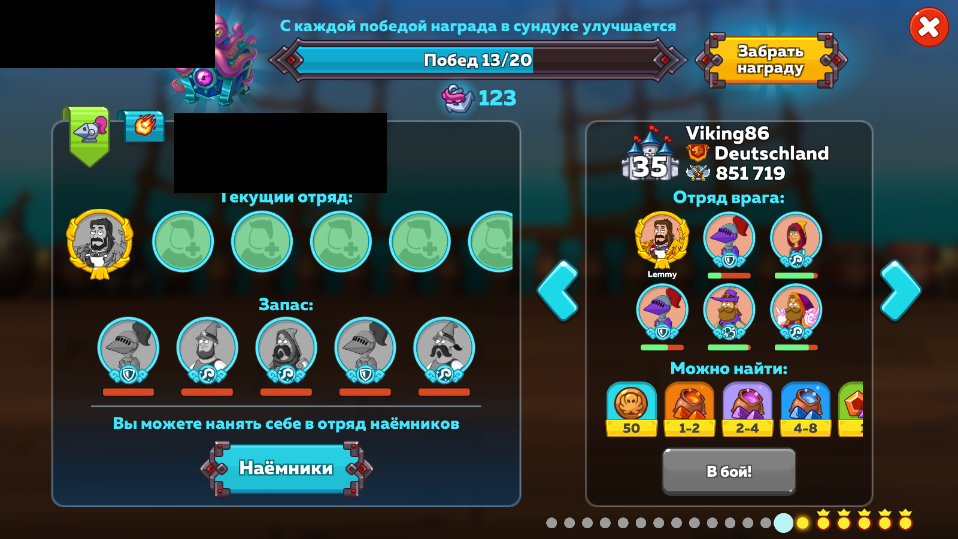 С каждой победой награда в сундуке улучшается
Побед 13/20
Забрать
награду
123
Текущий отряд:
Запас:
Вы можете нанять себе в отряд наёмников
Наёмники
35
Viking86
Deutschland
851 719
Отряд врага:
Lemmy
Можно найти:
50
1-2
2-4
4-8
В бой!